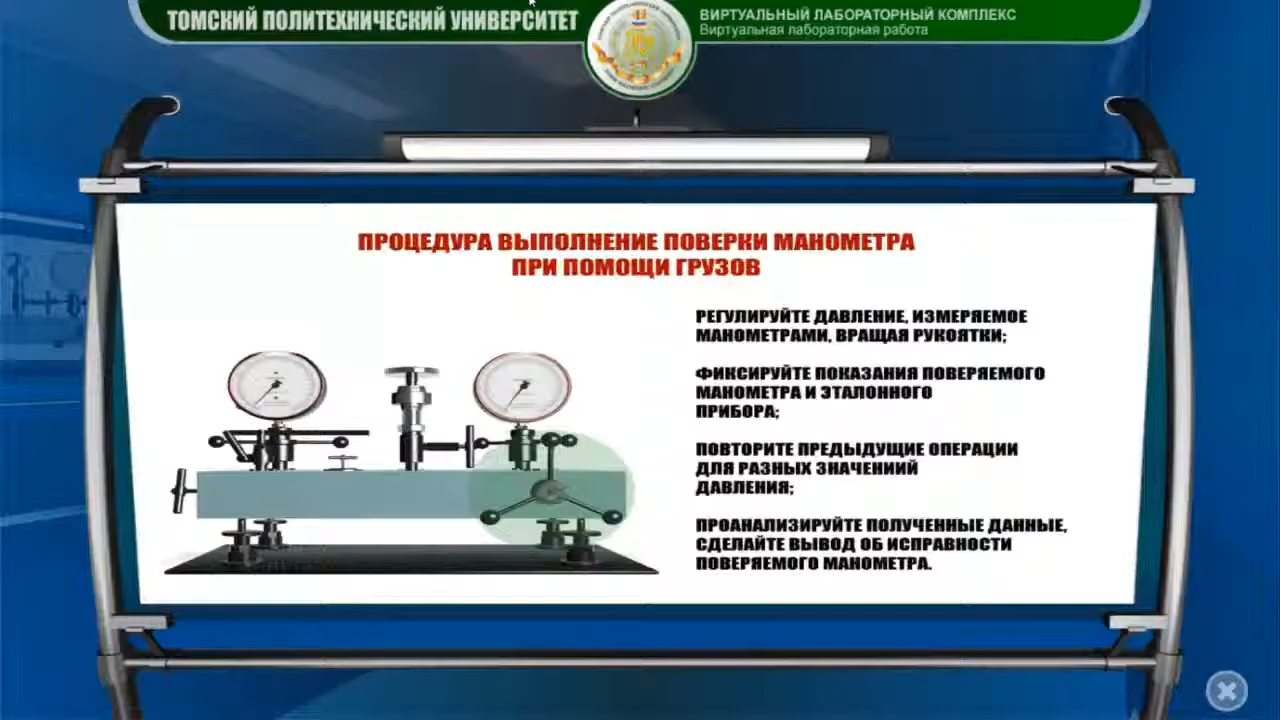 ТОМСКИЙ ПОЛИТЕХНИЧЕСКИЙ УНИВЕРСИТЕТ
ВИРТУАЛЬНЫЙ ЛАБОРАТОРНЫЙ КОМПЛЕКС
Виртуальная лабораторная работа
ПРОЦЕДУРА ВЫПОЛНЕНИЕ ПОВЕРКИ МАНОМЕТРА
ПРИ ПОМОЩИ ГРУЗОВ
РЕГУЛИРУЙТЕ ДАВЛЕНИЕ, ИЗМЕРЯЕМОЕ
МАНОМЕТРАМИ, ВРАЩАЯ РУКОЯТКИ;
ФИКСИРУЙТЕ ПОКАЗАНИЯ ПОВЕРЯЕМОГО
МАНОМЕТРА И ЭТАЛОННОГО
ПРИБОРА;
ПОВТОРИТЕ ПРЕДЫДУЩИЕ ОПЕРАЦИИ
ДЛЯ РАЗНЫХ ЗНАЧЕНИИЙ
ДАВЛЕНИЯ;
ПРОАНАЛИЗИРУЙТЕ ПОЛУЧЕННЫЕ ДАННЫЕ,
СДЕЛАЙТЕ ВЫВОД ОБ ИСПРАВНОСТИ
ПОВЕРЯЕМОГО МАНОМЕТРА.